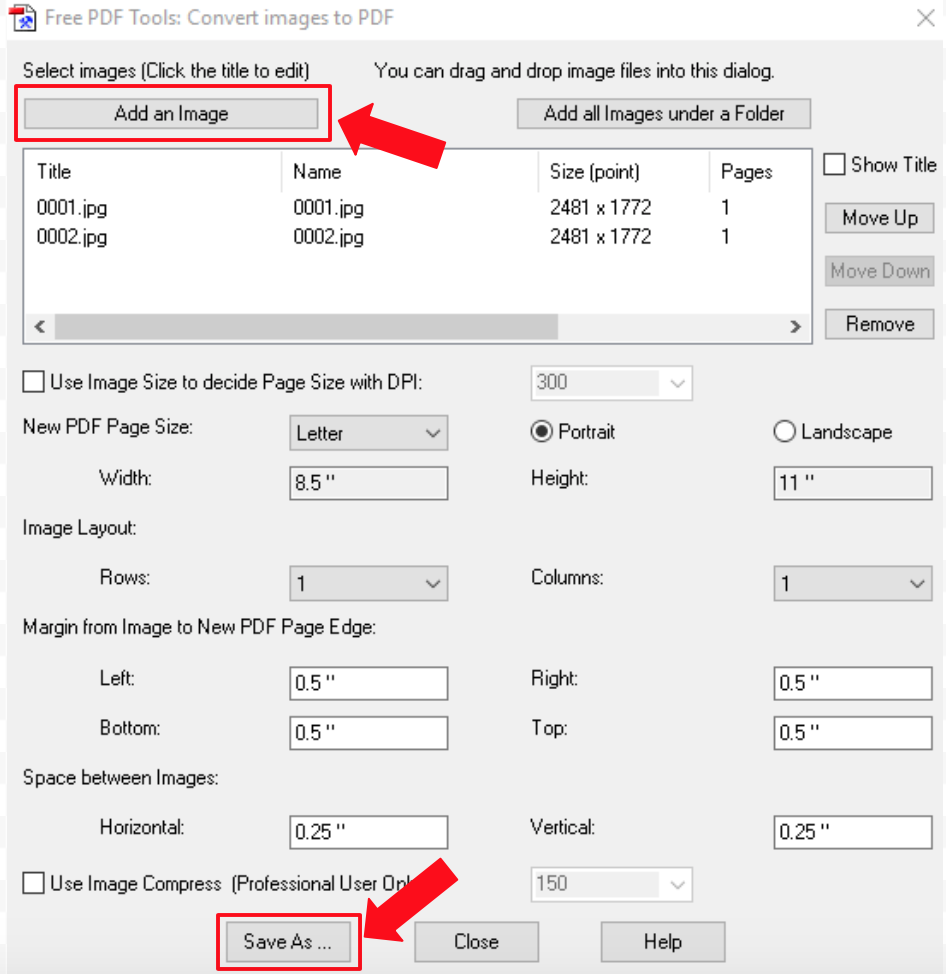 Free PDF Tools: Convert images to PDF
Select images (Click the title to edit) You can drag and drop image files into this dialog.
Add an Image Add all Images under a Folder
Title Name Size (point) Pages Show Title
0001.jpg 0001.jpg 2481 x 1772 1
0002.jpg 0002.jpg 2481 x 1772 1
Move Up
Move Down
Remove
Use Image Size to decide Page Size with DPI: 300
New PDF Page Size: Letter Portrait Landscape
Width: 8.5 " Height: 11 "
Image Layout:
Rows: 1 Columns: 1
Margin from Image to New PDF Page Edge:
Left: 0.5 " Right: 0.5 "
Bottom: 0.5 " Top: 0.5 "
Space between Images:
Horizontal: 0.25 " Vertical: 0.25 "
Use Image Compress (Professional User 150
Save As ... Close Help